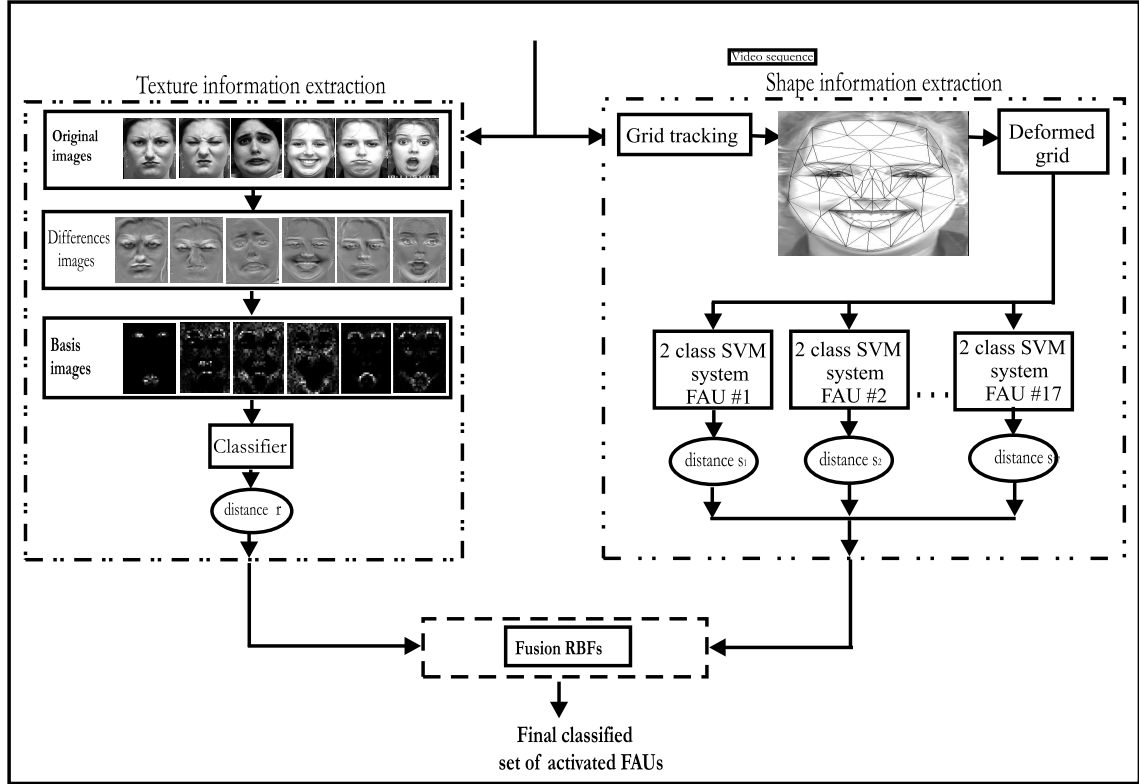 Video sequence
Texture information extraction
Original
images
Differences
images
Basis
images
Classifier
distance r
Shape information extraction
Grid tracking
Deformed
grid
2 class SVM
system
FAU #1
2 class SVM
system
FAU #2
. . . .
2 class SVM
system
FAU #17
distance s1
distance s2
distance s
Fusion RBFs
Final classified
set of activated FAUs